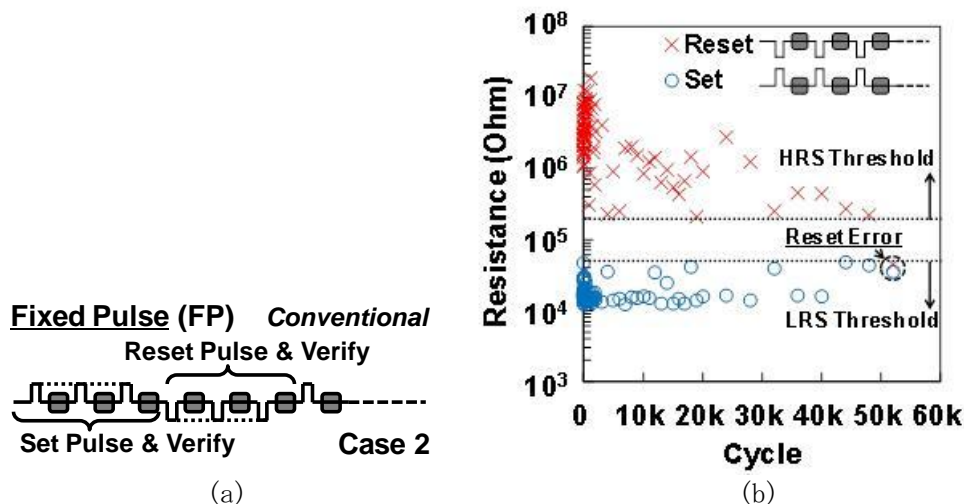 Fixed Pulse (FP) Conventional
Reset Pulse & Verify
Set Pulse & Verify
Case 2
(a)
10⁸
10⁷
10⁶
10⁵
10⁴
10³
Resistance (Ohm)
Reset
Set
HRS Threshold
Reset Error
LRS Threshold
0 10k 20k 30k 40k 50k 60k
Cycle
(b)